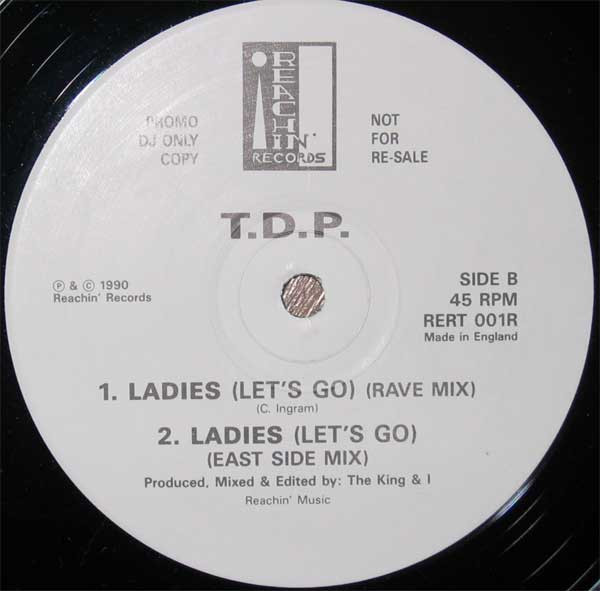 REACHIN'
RECORDS
PROMO
DJ ONLY
COPY
NOT
FOR
RE-SALE
T.D.P.
℗ & © 1990
Reachin' Records
SIDE B
45 RPM
RERT 001R
Made in England
1. LADIES (LET'S GO) (RAVE MIX)
(C. Ingram)
2. LADIES (LET'S GO)
(EAST SIDE MIX)
Produced, Mixed & Edited by: The King & I
Reachin' Music